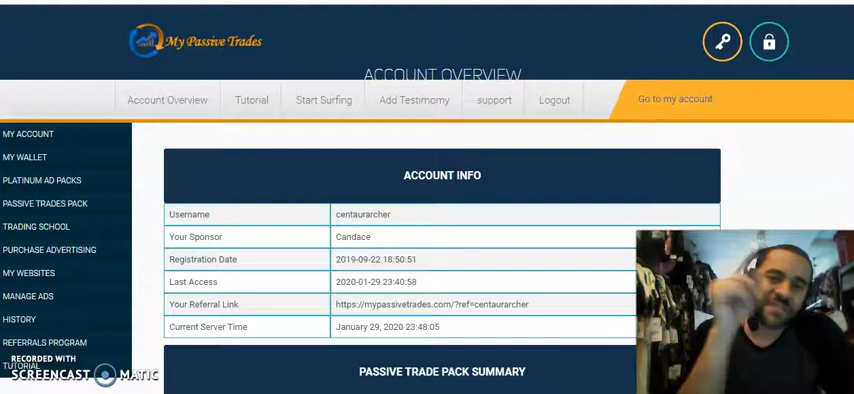 My Passive Trades
ACCOUNT OVERVIEW
Account Overview Tutorial Start Surfing Add Testimomy support Logout Go to my account
MY ACCOUNT
MY WALLET
PLATINUM AD PACKS
PASSIVE TRADES PACK
TRADING SCHOOL
PURCHASE ADVERTISING
MY WEBSITES
MANAGE ADS
HISTORY
REFERRALS PROGRAM
TUTORIAL
ACCOUNT INFO
Username centaurarcher
Your Sponsor Candace
Registration Date 2019-09-22 18:50:51
Last Access 2020-01-29 23:40:58
Your Referral Link https://mypassivetrades.com/?ref=centaurarcher
Current Server Time January 29, 2020 23:48:05
PASSIVE TRADE PACK SUMMARY
RECORDED WITH
SCREENCAST MATIC